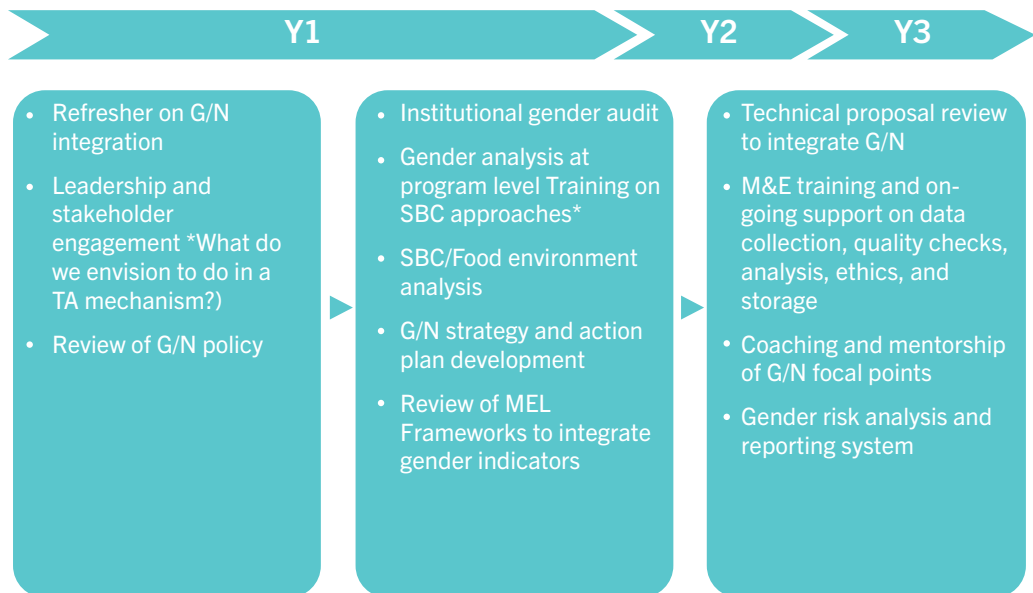 Y1
Y2
Y3
• Refresher on G/N
integration
• Leadership and
stakeholder
engagement *What do
we envision to do in a
TA mechanism?)
• Review of G/N policy
• Institutional gender audit
• Gender analysis at
program level Training on
SBC approaches*
• SBC/Food environment
analysis
• G/N strategy and action
plan development
• Review of MEL
Frameworks to integrate
gender indicators
• Technical proposal review
to integrate G/N
• M&E training and on-
going support on data
collection, quality checks,
analysis, ethics, and
storage
• Coaching and mentorship
of G/N focal points
• Gender risk analysis and
reporting system